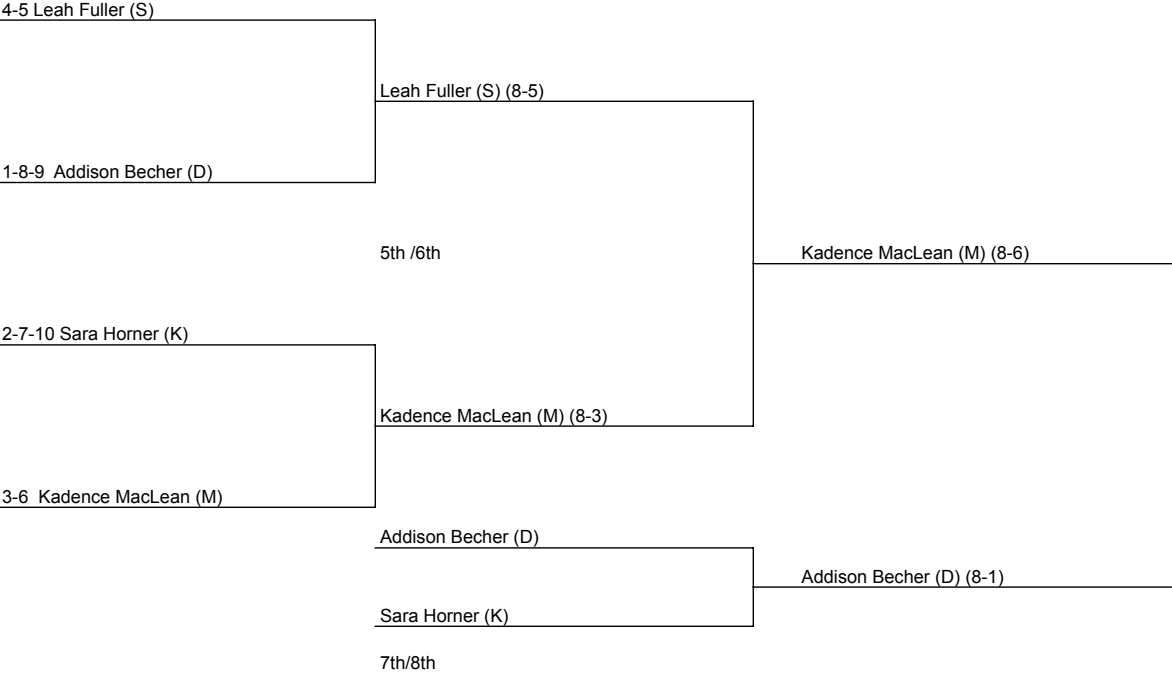 4-5 Leah Fuller (S)
Leah Fuller (S) (8-5)
1-8-9  Addison Becher (D)
5th /6th
Kadence MacLean (M) (8-6)
2-7-10 Sara Horner (K)
Kadence MacLean (M) (8-3)
3-6  Kadence MacLean (M)
Addison Becher (D)
Addison Becher (D) (8-1)
Sara Horner (K)
7th/8th